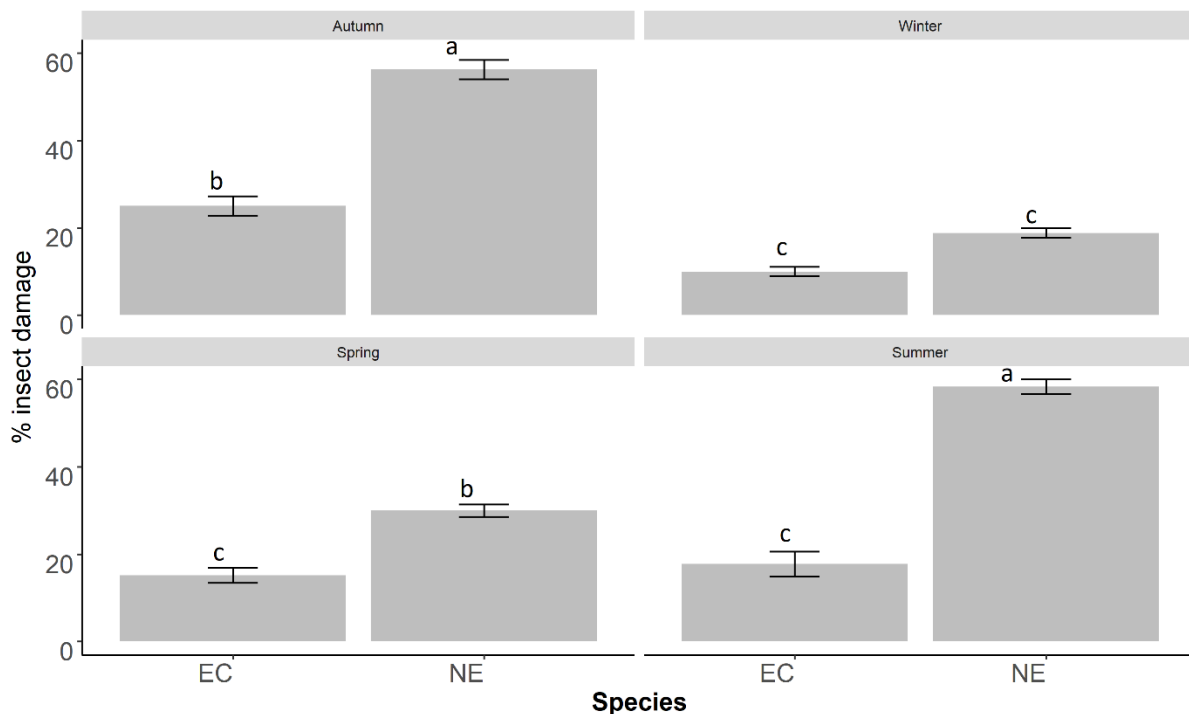 Autumn
Winter
60
40
20
0
a
b
c
c
% insect damage
Spring
Summer
60
40
20
0
b
c
a
c
EC
NE
EC
NE
Species